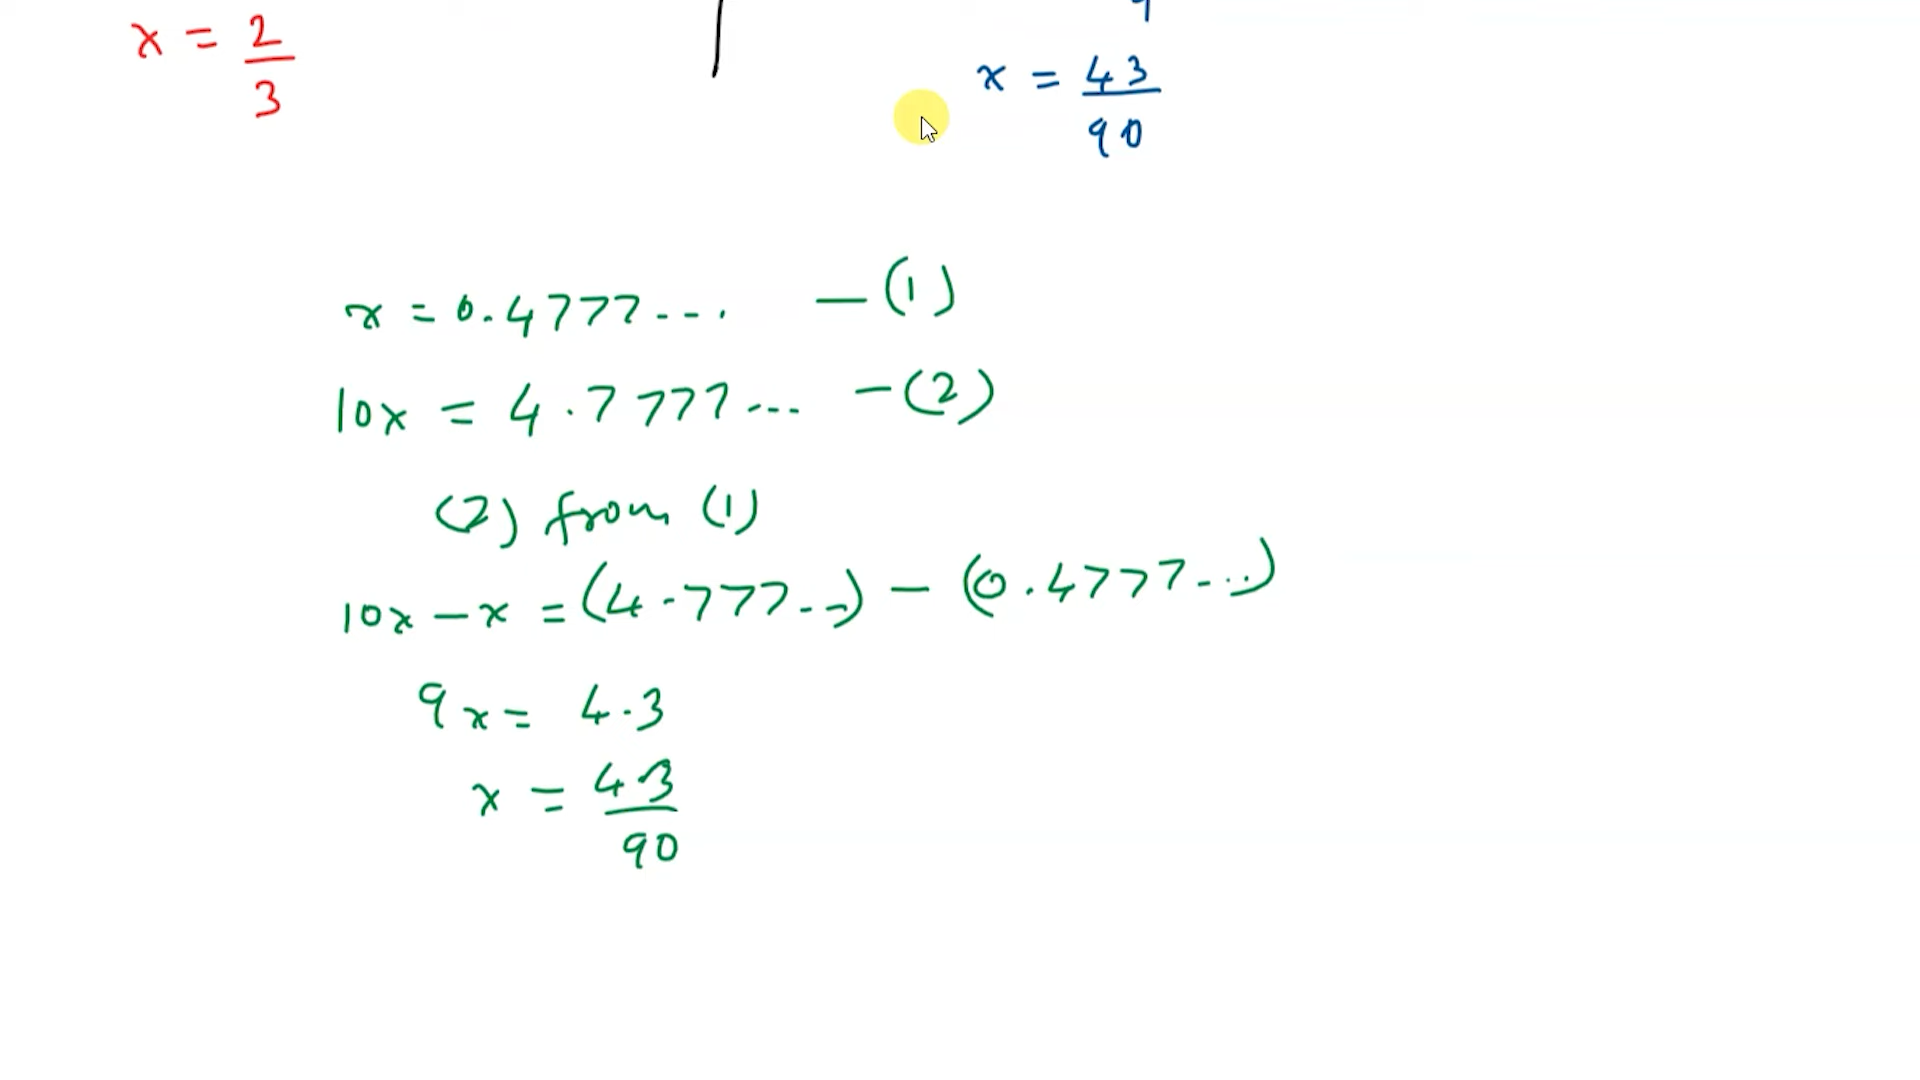 x = 2/3
x = 43/90
x = 0.4777... —(1)
10x = 4.7777... —(2)
(2) from (1)
10x – x = (4.777...) – (0.4777...)
9x = 4.3
x = 43/90